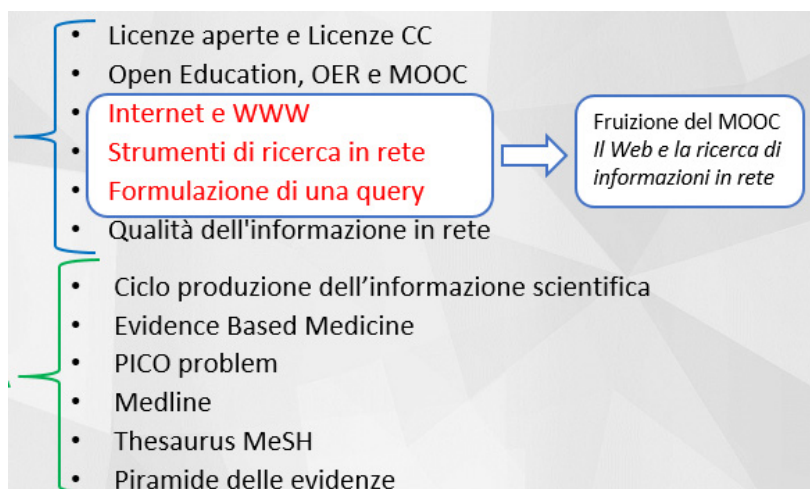 • Licenze aperte e Licenze CC
• Open Education, OER e MOOC
• Internet e WWW
• Strumenti di ricerca in rete
• Formulazione di una query
• Qualità dell'informazione in rete
Fruizione del MOOC
Il Web e la ricerca di
informazioni in rete
• Ciclo produzione dell’informazione scientifica
• Evidence Based Medicine
• PICO problem
• Medline
• Thesaurus MeSH
• Piramide delle evidenze